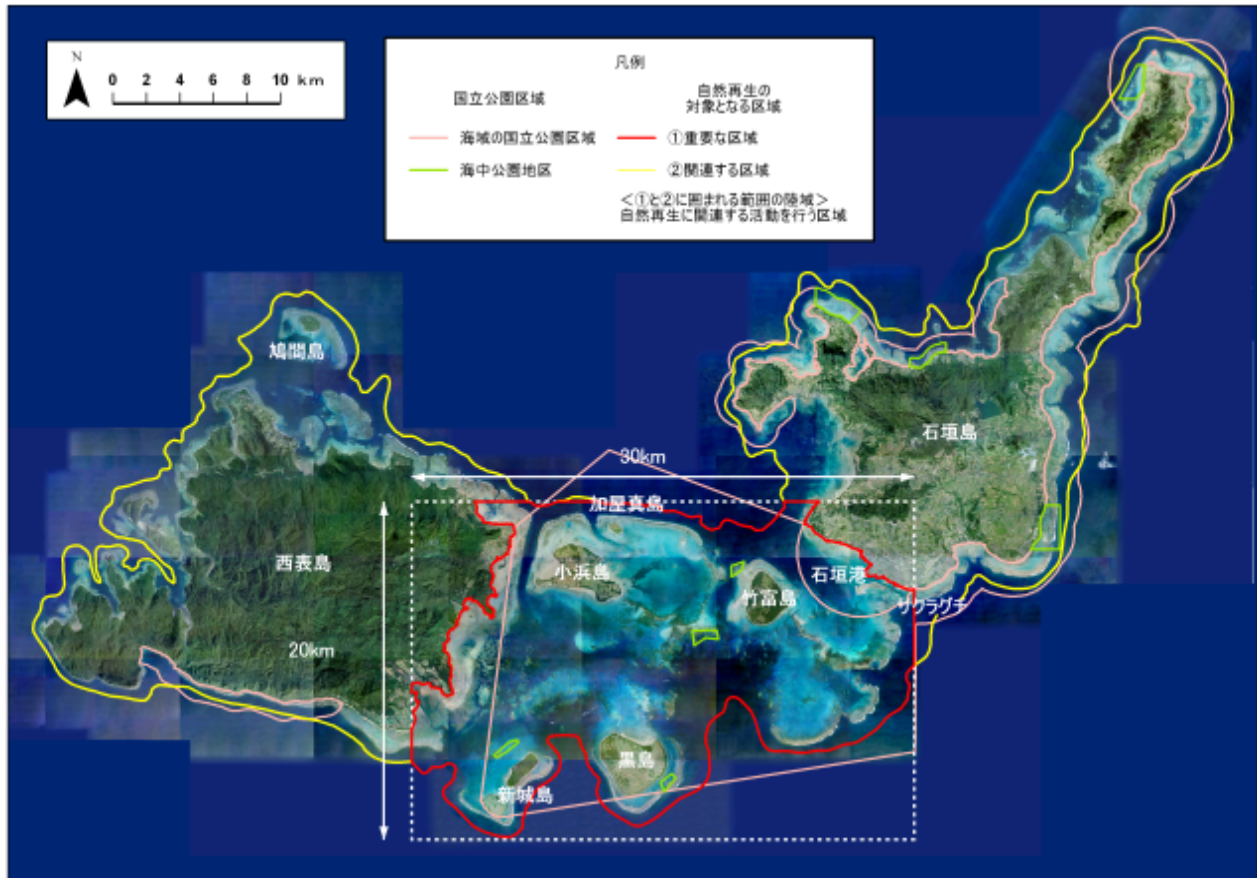 N
0 2 4 6 8 10 km
凡例
国立公園区域
自然再生の
対象となる区域
海域の国立公園区域
①重要な区域
海中公園地区
②関連する区域
<①と②に囲まれる範囲の陸域>
自然再生に関連する活動を行う区域
鳩間島
石垣島
30km
加屋真島
西表島
小浜島
石垣港
竹富島
サクラグチ
20km
黒島
新城島